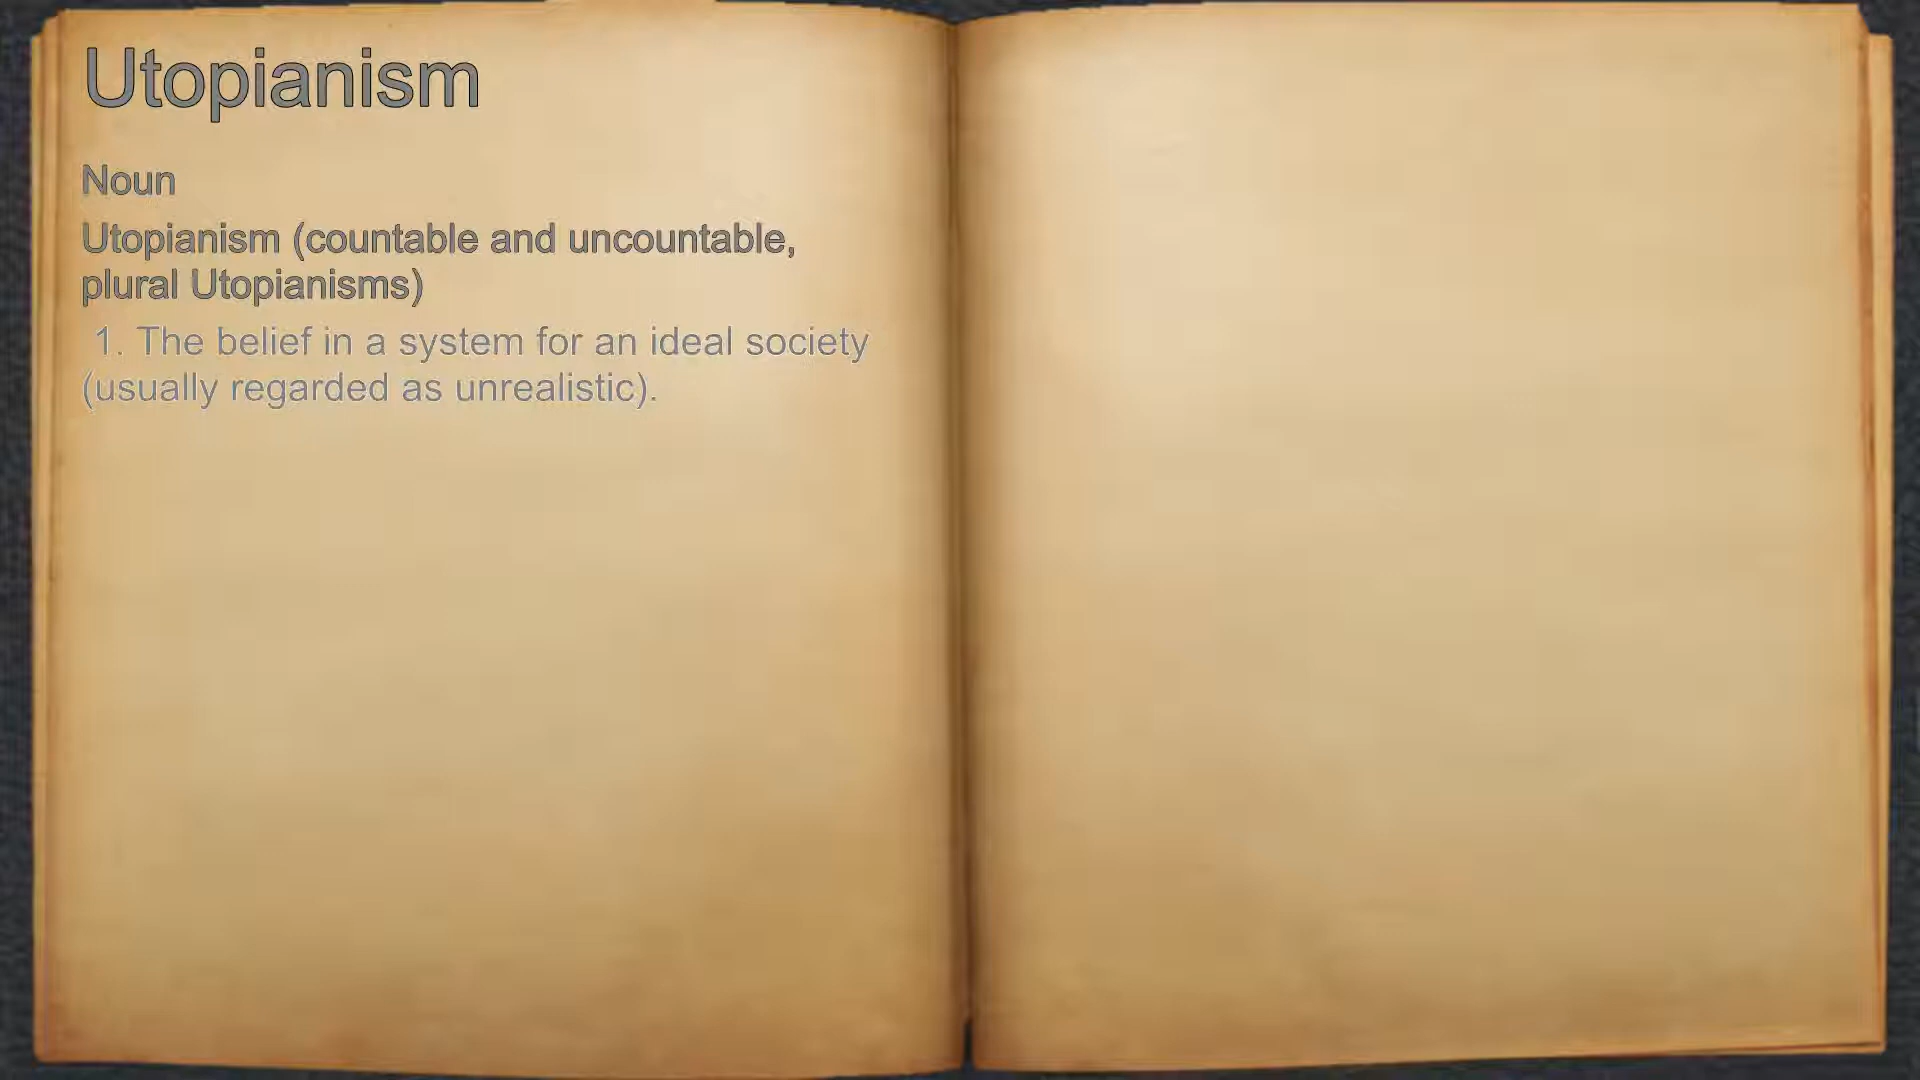 Utopianism
Noun
Utopianism (countable and uncountable,
plural Utopianisms)
1. The belief in a system for an ideal society
(usually regarded as unrealistic).